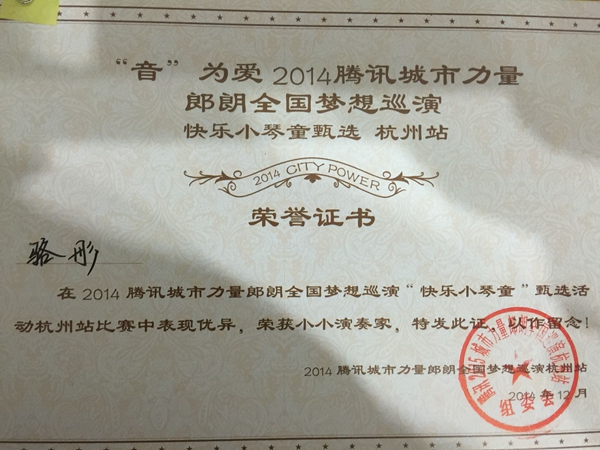 “音”为爱 2014腾讯城市力量
郎朗全国梦想巡演
快乐小琴童甄选 杭州站
2014 CITY POWER
荣誉证书
骆彤
在2014腾讯城市力量郎朗全国梦想巡演“快乐小琴童”甄选活
动杭州站比赛中表现优异，荣获小小演奏家，特发此证，以作留念！
2014腾讯城市力量郎朗全国梦想巡演杭州站
2014年12月
组委会